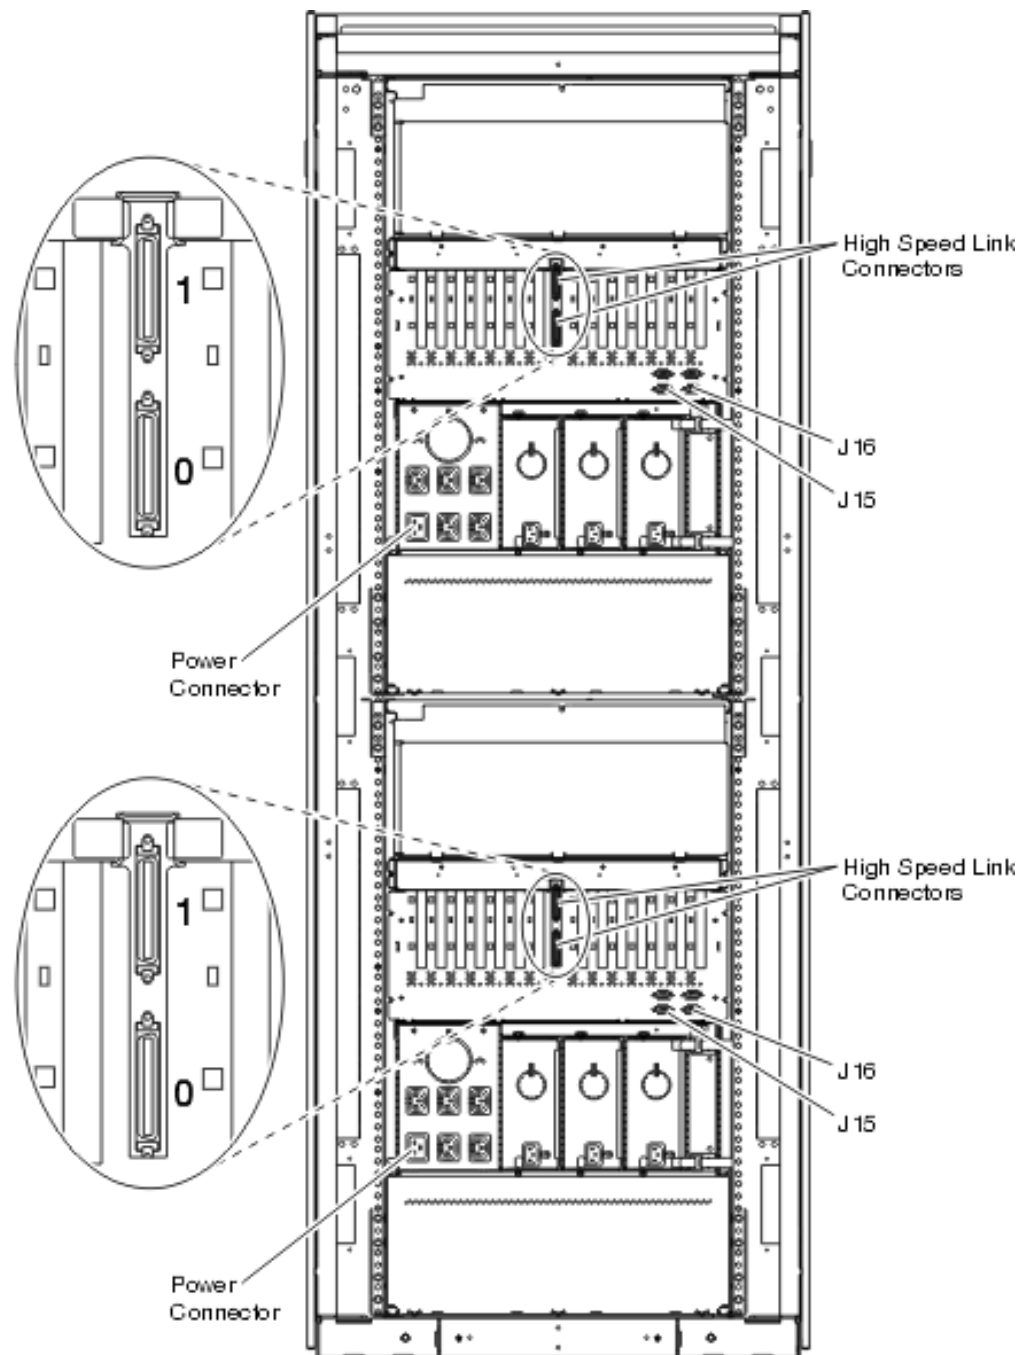 High Speed Link
Connectors
1
0
J16
J15
Power
Connector
High Speed Link
Connectors
1
0
J16
J15
Power
Connector